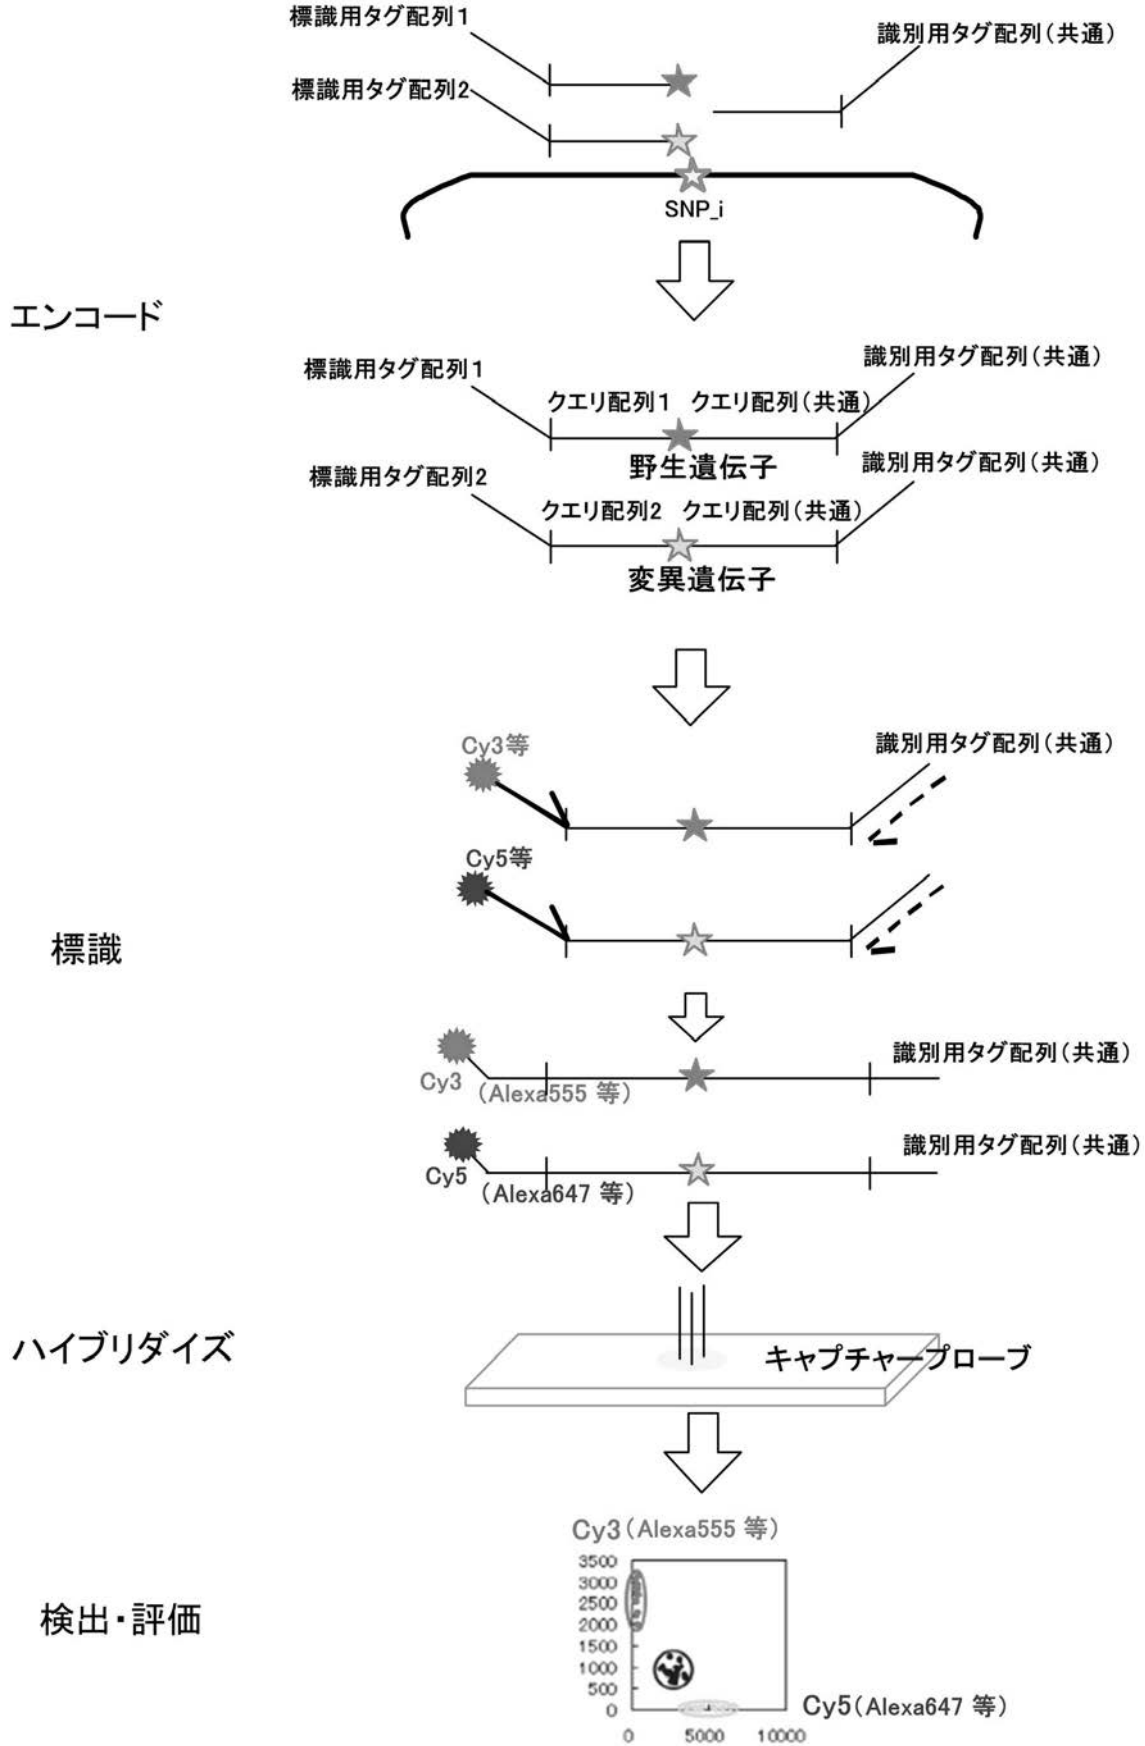 標識用タグ配列1
識別用タグ配列(共通)
標識用タグ配列2
SNP_i
エンコード
識別用タグ配列(共通)
標識用タグ配列1
クエリ配列1 クエリ配列(共通)
野生遺伝子
識別用タグ配列(共通)
標識用タグ配列2
クエリ配列2 クエリ配列(共通)
変異遺伝子
Cy3等
識別用タグ配列(共通)
Cy5等
標識
識別用タグ配列(共通)
Cy3 (Alexa555 等)
識別用タグ配列(共通)
Cy5 (Alexa647 等)
ハイブリダイズ
キャプチャープローブ
Cy3(Alexa555 等)
3500
3000
2500
2000
1500
1000
500
0
検出・評価
Cy5(Alexa647 等)
0 5000 10000